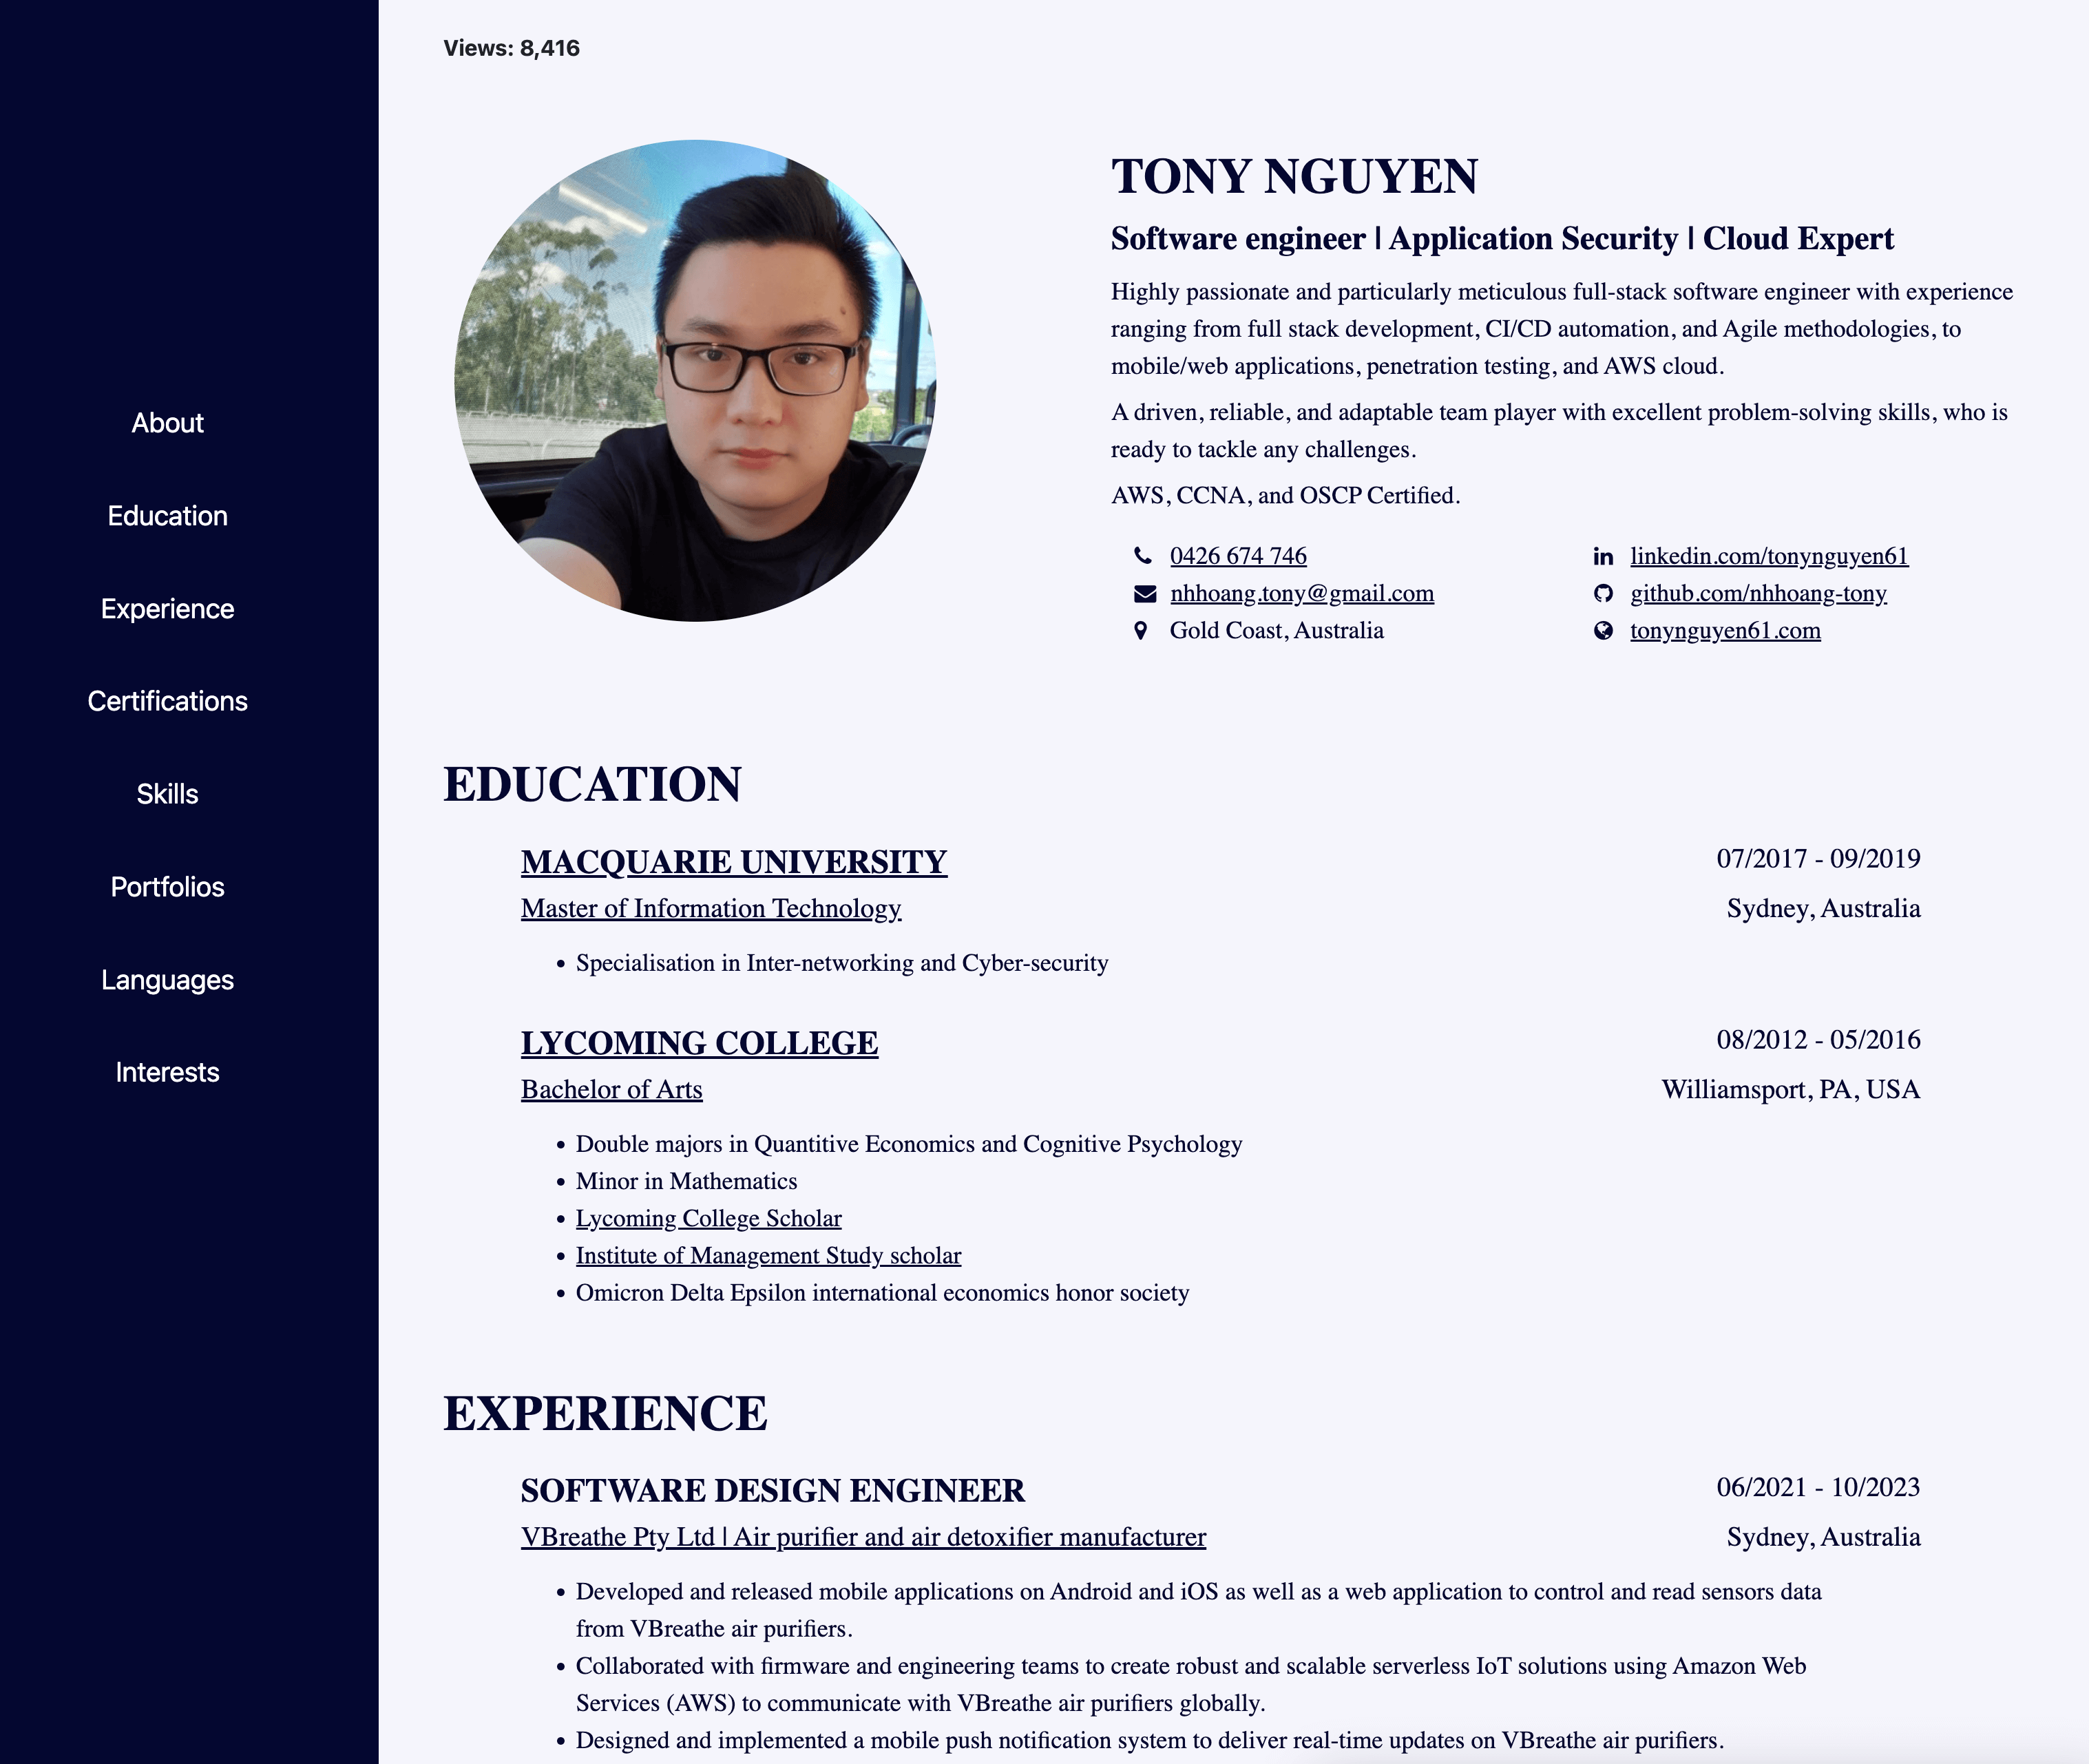 Views: 8,416
About
Education
Experience
Certifications
Skills
Portfolios
Languages
Interests
TONY NGUYEN
Software engineer | Application Security | Cloud Expert
Highly passionate and particularly meticulous full-stack software engineer with experience
ranging from full stack development, CI/CD automation, and Agile methodologies, to
mobile/web applications, penetration testing, and AWS cloud.
A driven, reliable, and adaptable team player with excellent problem-solving skills, who is
ready to tackle any challenges.
AWS, CCNA, and OSCP Certified.
0426 674 746
linkedin.com/tonynguyen61
nhhoang.tony@gmail.com
github.com/nhhoang-tony
Gold Coast, Australia
tonynguyen61.com
EDUCATION
MACQUARIE UNIVERSITY 07/2017 - 09/2019
Master of Information Technology Sydney, Australia
• Specialisation in Inter-networking and Cyber-security
LYCOMING COLLEGE 08/2012 - 05/2016
Bachelor of Arts Williamsport, PA, USA
• Double majors in Quantitive Economics and Cognitive Psychology
• Minor in Mathematics
• Lycoming College Scholar
• Institute of Management Study scholar
• Omicron Delta Epsilon international economics honor society
EXPERIENCE
SOFTWARE DESIGN ENGINEER 06/2021 - 10/2023
VBreathe Pty Ltd | Air purifier and air detoxifier manufacturer Sydney, Australia
• Developed and released mobile applications on Android and iOS as well as a web application to control and read sensors data
from VBreathe air purifiers.
• Collaborated with firmware and engineering teams to create robust and scalable serverless IoT solutions using Amazon Web
Services (AWS) to communicate with VBreathe air purifiers globally.
• Designed and implemented a mobile push notification system to deliver real-time updates on VBreathe air purifiers.